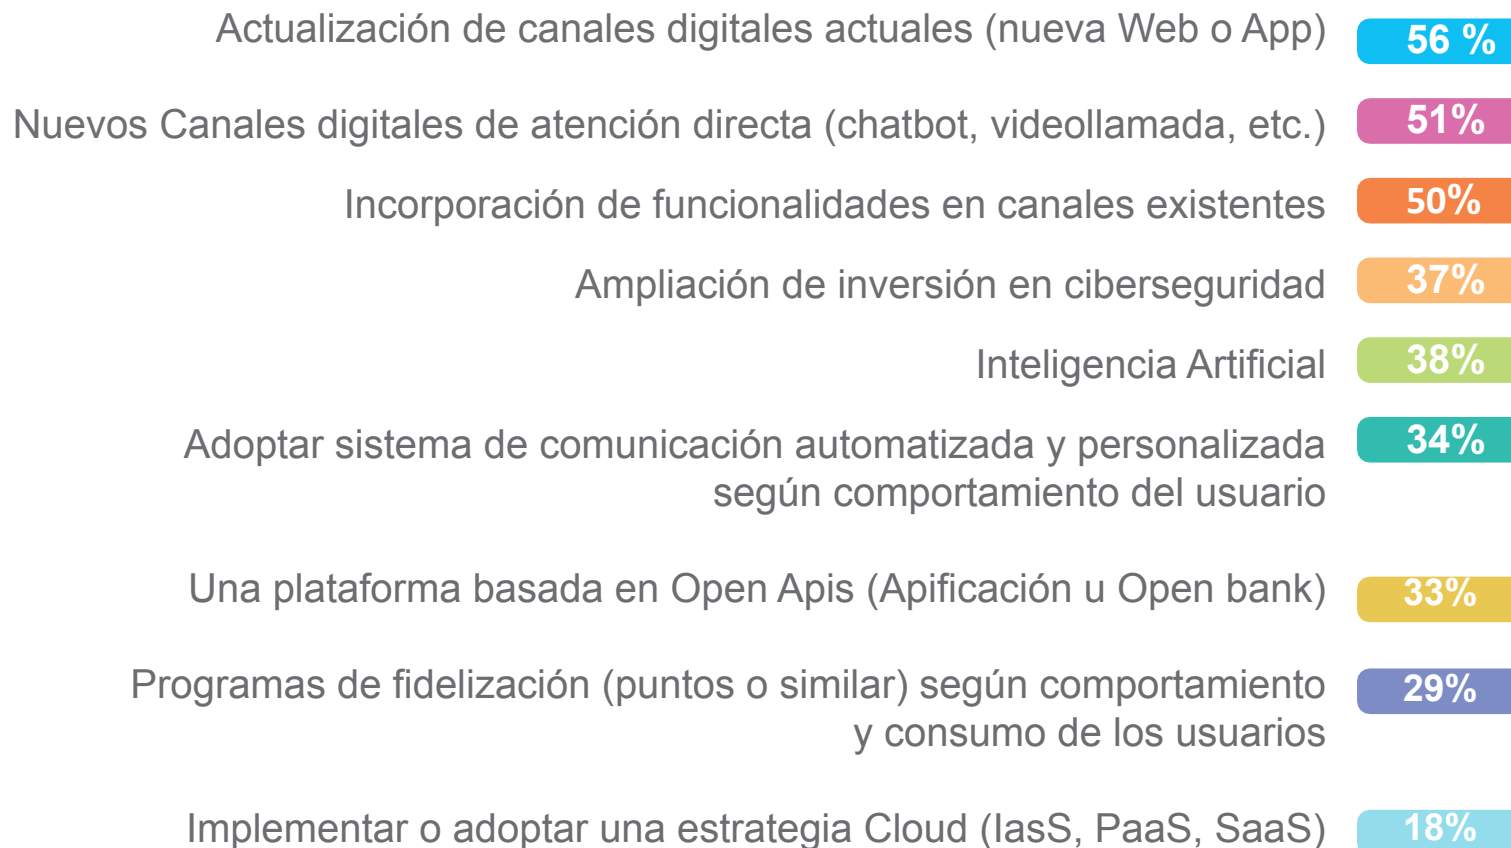 Actualización de canales digitales actuales (nueva Web o App) 56 %
Nuevos Canales digitales de atención directa (chatbot, videollamada, etc.) 51%
Incorporación de funcionalidades en canales existentes 50%
Ampliación de inversión en ciberseguridad 37%
Inteligencia Artificial 38%
Adoptar sistema de comunicación automatizada y personalizada 34%
según comportamiento del usuario
Una plataforma basada en Open Apis (Apificación u Open bank) 33%
Programas de fidelización (puntos o similar) según comportamiento 29%
y consumo de los usuarios
Implementar o adoptar una estrategia Cloud (IasS, PaaS, SaaS) 18%